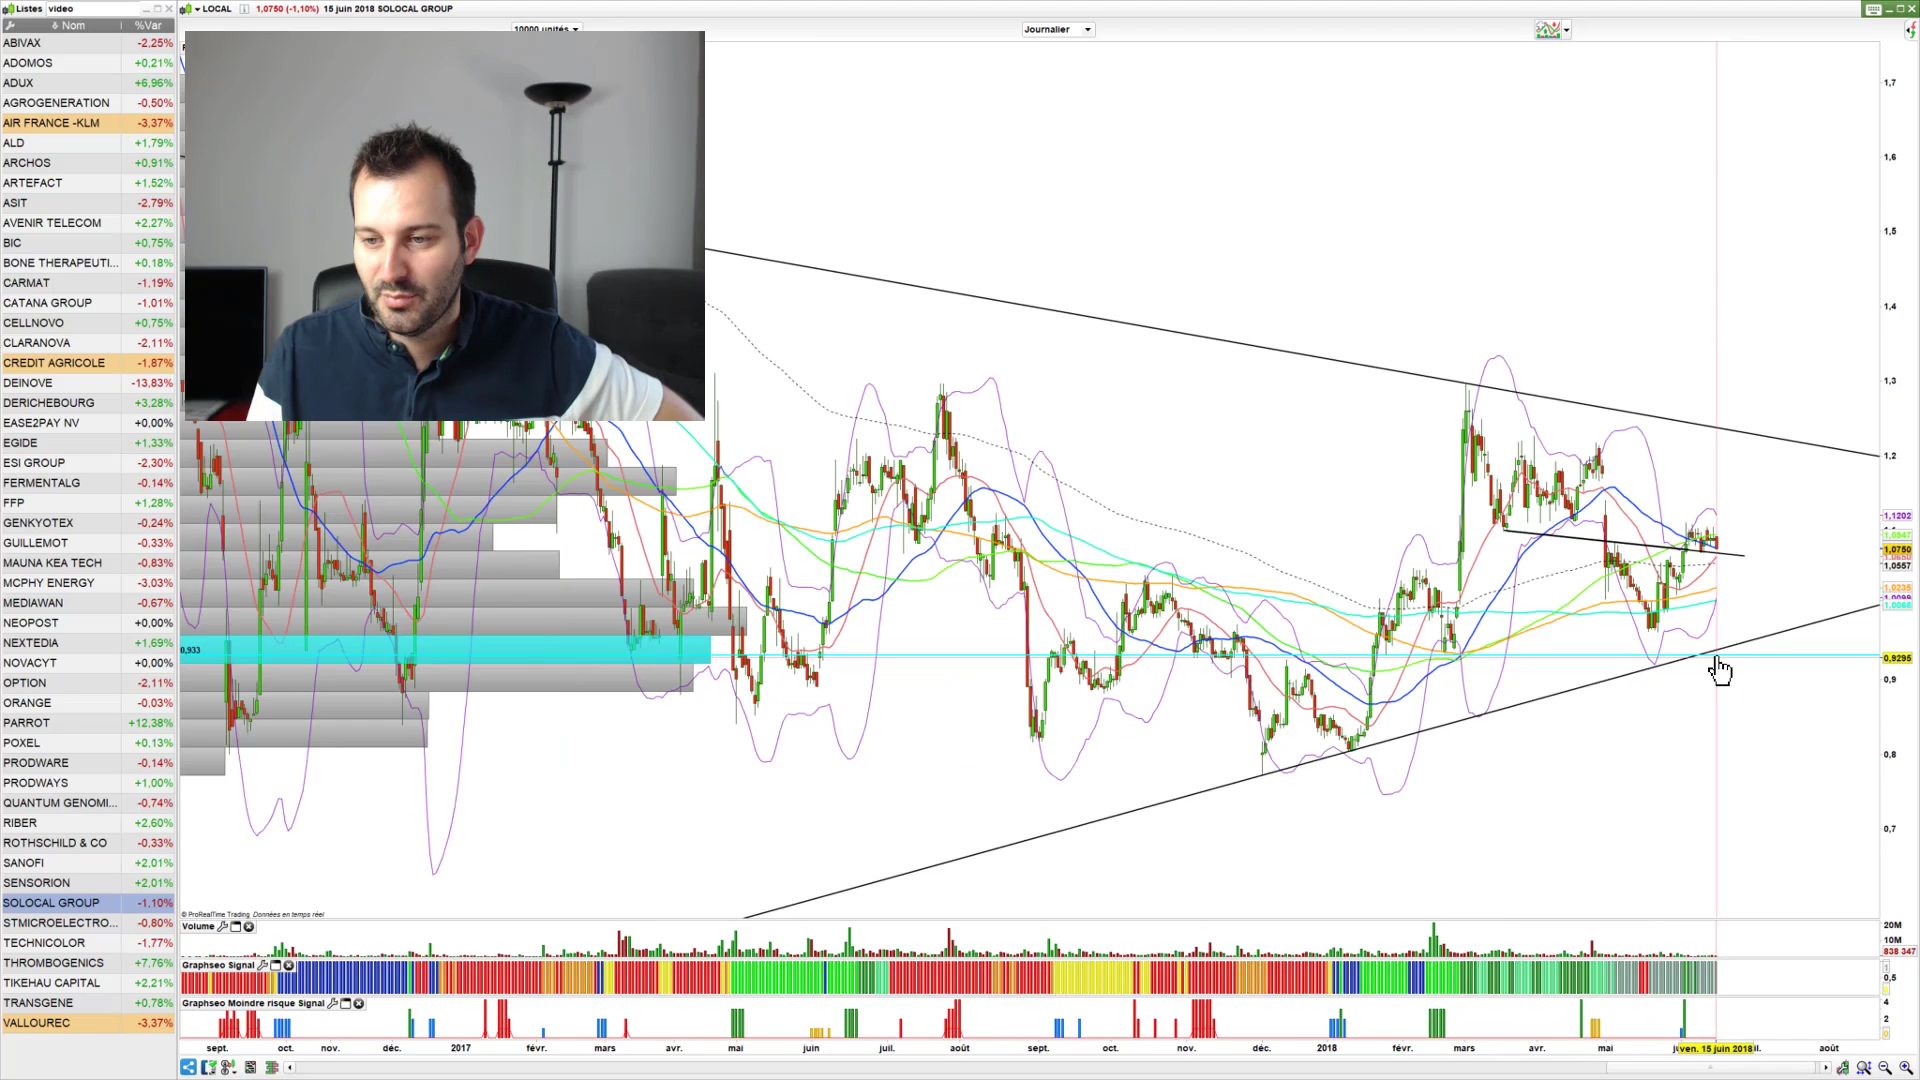 Listes video
Nom %Var
ABIVAX -2,25%
ADOMOS +0,21%
ADUX +6,96%
AGROGENERATION -0,50%
AIR FRANCE -KLM -3,37%
ALD +1,79%
ARCHOS +0,91%
ARTEFACT +1,52%
ASIT -2,79%
AVENIR TELECOM +2,27%
BIC +0,75%
BONE THERAPEUTI... +0,18%
CARMAT -1,19%
CATANA GROUP -1,01%
CELLNOVO +0,75%
CLARANOVA -2,11%
CREDIT AGRICOLE -1,87%
DEINOVE -13,83%
DERICHEBOURG +3,28%
EASE2PAY NV +0,00%
EGIDE +1,33%
ESI GROUP -2,30%
FERMENTALG -0,14%
FFP +1,28%
GENKYOTEX -0,24%
GUILLEMOT -0,33%
MAUNA KEA TECH -0,83%
MCPHY ENERGY -3,03%
MEDIAWAN -0,67%
NEOPOST +0,00%
NEXTEDIA +1,69%
NOVACYT +0,00%
OPTION -2,11%
ORANGE -0,03%
PARROT +12,38%
POXEL +0,13%
PRODWARE -0,14%
PRODWAYS +1,00%
QUANTUM GENOMI... -0,74%
RIBER +2,60%
ROTHSCHILD & CO -0,33%
SANOFI +2,01%
SENSORION +2,01%
SOLOCAL GROUP -1,10%
STMICROELECTRO... -0,80%
TECHNICOLOR -1,77%
THROMBOGENICS +7,76%
TIKEHAU CAPITAL +2,21%
TRANSGENE +0,78%
VALLOUREC -3,37%
LOCAL 1,0750 (-1,10%) 15 juin 2018 SOLOCAL GROUP
10000 unités Journalier
1,7
1,6
1,5
1,4
1,3
1,2
1,1202
1,0750
1,0557
1,0235
1,0068
0,9295
0,9
0,8
0,7
0,933
© ProRealTime Trading Données en temps réel
Volume
20M
10M
838 347
Graphseo Signal
1
0,5
Graphseo Moindre risque Signal
4
2
0
sept. oct. nov. déc. 2017 févr. mars avr. mai juin juil. août sept. oct. nov. déc. 2018 févr. mars avr. mai ven. 15 juin 2018 août